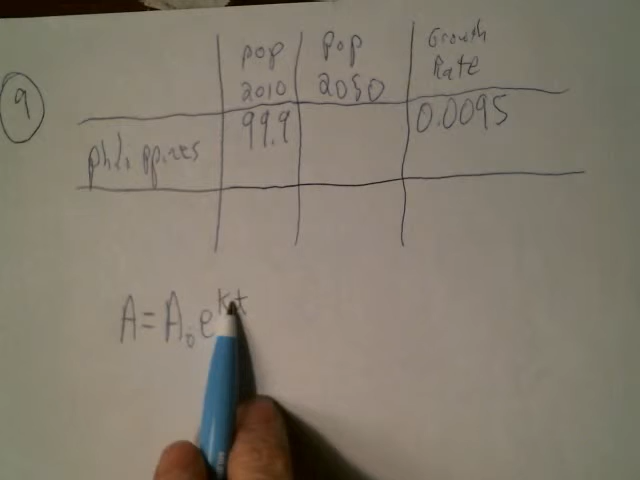 9
pop
2010
pop
2050
Growth
Rate
philippines
99.9
0.0095
A = A₀e^kt